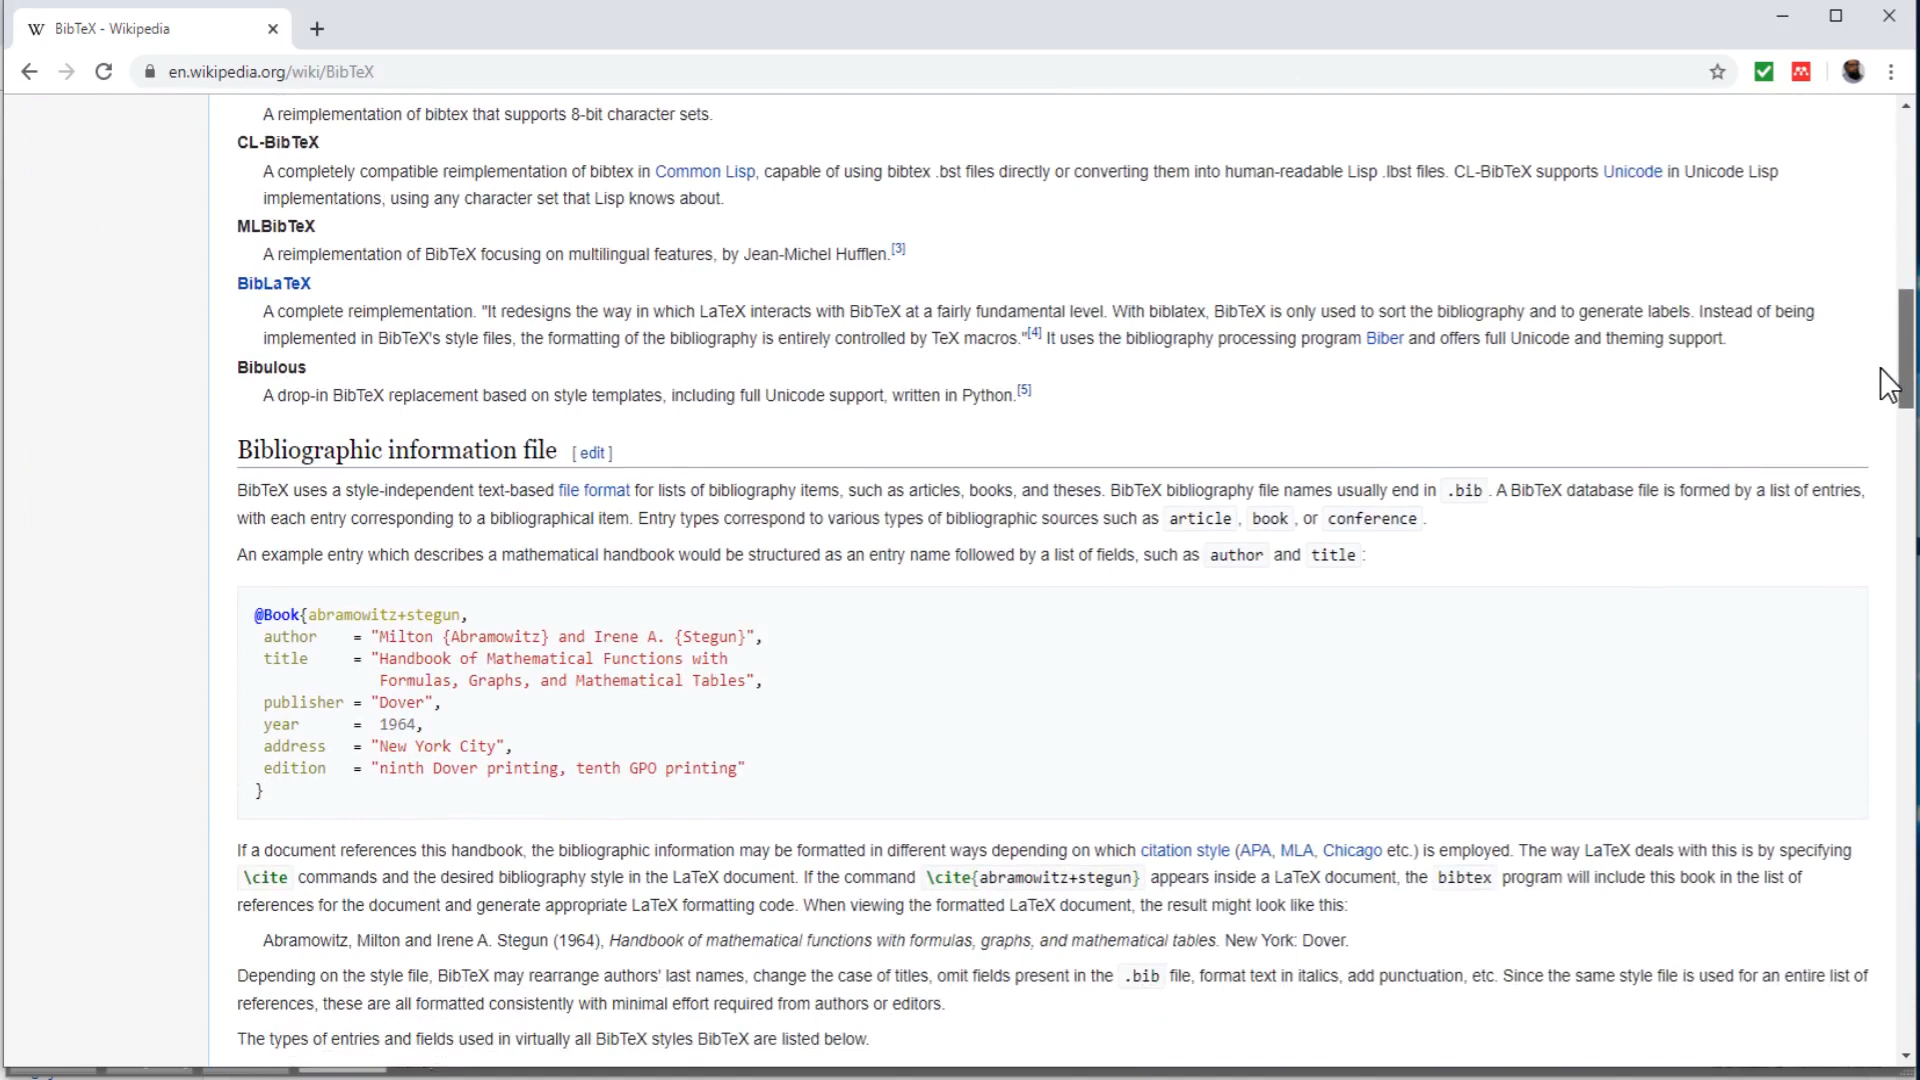 BibTeX - Wikipedia
en.wikipedia.org/wiki/BibTeX
A reimplementation of bibtex that supports 8-bit character sets.
CL-BibTeX
A completely compatible reimplementation of bibtex in Common Lisp, capable of using bibtex .bst files directly or converting them into human-readable Lisp .lbst files. CL-BibTeX supports Unicode in Unicode Lisp
implementations, using any character set that Lisp knows about.
MLBibTeX
A reimplementation of BibTeX focusing on multilingual features, by Jean-Michel Hufflen.[3]
BibLaTeX
A complete reimplementation. "It redesigns the way in which LaTeX interacts with BibTeX at a fairly fundamental level. With biblatex, BibTeX is only used to sort the bibliography and to generate labels. Instead of being
implemented in BibTeX's style files, the formatting of the bibliography is entirely controlled by TeX macros."[4] It uses the bibliography processing program Biber and offers full Unicode and theming support.
Bibulous
A drop-in BibTeX replacement based on style templates, including full Unicode support, written in Python.[5]
Bibliographic information file [ edit ]
BibTeX uses a style-independent text-based file format for lists of bibliography items, such as articles, books, and theses. BibTeX bibliography file names usually end in .bib . A BibTeX database file is formed by a list of entries,
with each entry corresponding to a bibliographical item. Entry types correspond to various types of bibliographic sources such as article , book , or conference .
An example entry which describes a mathematical handbook would be structured as an entry name followed by a list of fields, such as author and title :
@Book{abramowitz+stegun,
author = "Milton {Abramowitz} and Irene A. {Stegun}",
title = "Handbook of Mathematical Functions with
Formulas, Graphs, and Mathematical Tables",
publisher = "Dover",
year = 1964,
address = "New York City",
edition = "ninth Dover printing, tenth GPO printing"
}
If a document references this handbook, the bibliographic information may be formatted in different ways depending on which citation style (APA, MLA, Chicago etc.) is employed. The way LaTeX deals with this is by specifying
\cite commands and the desired bibliography style in the LaTeX document. If the command \cite{abramowitz+stegun} appears inside a LaTeX document, the bibtex program will include this book in the list of
references for the document and generate appropriate LaTeX formatting code. When viewing the formatted LaTeX document, the result might look like this:
Abramowitz, Milton and Irene A. Stegun (1964), Handbook of mathematical functions with formulas, graphs, and mathematical tables. New York: Dover.
Depending on the style file, BibTeX may rearrange authors' last names, change the case of titles, omit fields present in the .bib file, format text in italics, add punctuation, etc. Since the same style file is used for an entire list of
references, these are all formatted consistently with minimal effort required from authors or editors.
The types of entries and fields used in virtually all BibTeX styles BibTeX are listed below.